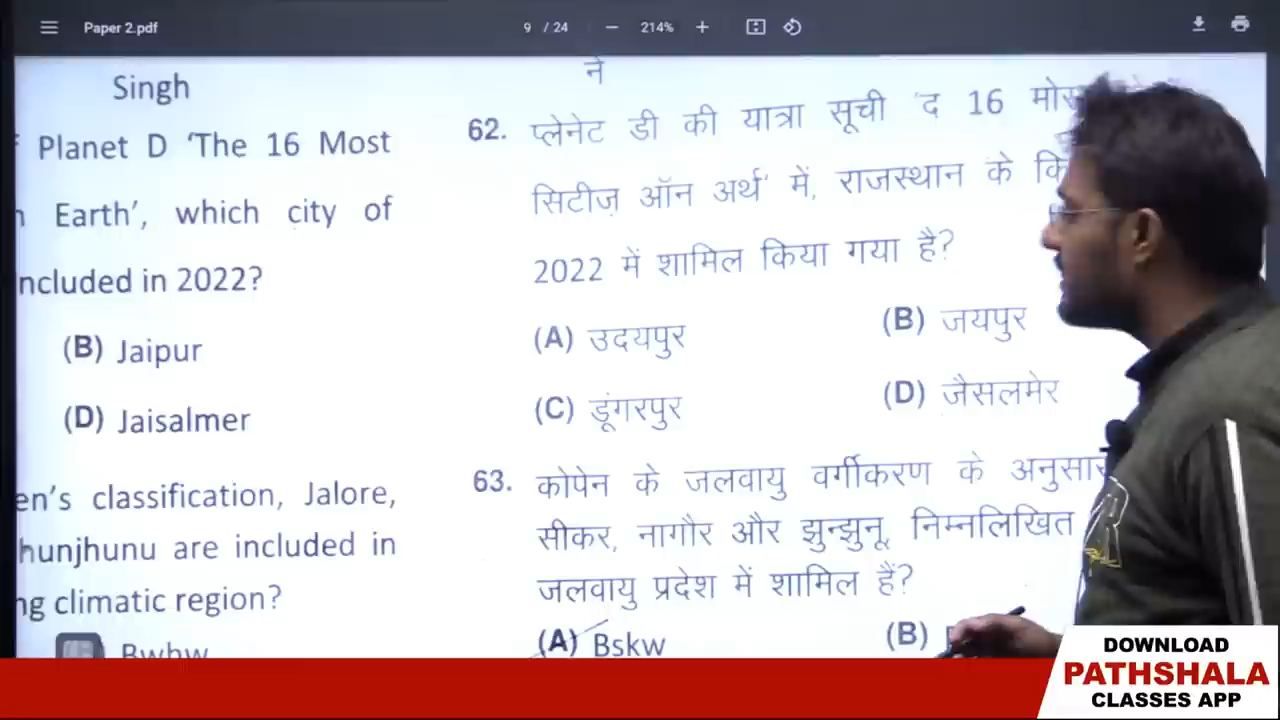 Paper 2.pdf
9 / 24
214%
Singh
Planet D ‘The 16 Most
Earth’, which city of
ncluded in 2022?
(B) Jaipur
(D) Jaisalmer
en’s classification, Jalore,
hunjhunu are included in
ng climatic region?
Bwhw
ने
62. प्लेनेट डी की यात्रा सूची ‘द 16
सिटीज़ ऑन अर्थ’ में, राजस्थान के
2022 में शामिल किया गया है?
(A) उदयपुर
(B) जयपुर
(C) डूंगरपुर
(D) जैसलमेर
63. कोपेन के जलवायु वर्गीकरण के अनुसार
सीकर, नागौर और झुन्झुनू, निम्नलिखित
जलवायु प्रदेश में शामिल हैं?
(A) Bskw
(B)
DOWNLOAD
PATHSHALA
CLASSES APP